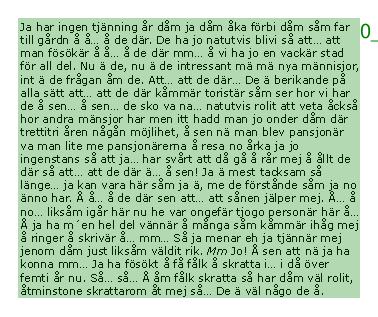 Ja har ingen tjänning år dåm ja dåm åka förbi dåm såm far
till gårdn å å... å de där. De ha jo natutvis blivi så att... att
man fösökår å å... å de där mm... å vi ha jo en vackär stad
för all del. Nu ä de, nu ä de intressant mä mä nya männisjor,
int ä de frågan åm de. Att... att de där... De ä berikande på
alla sätt att... att de där kåmmär toristär såm ser hor vi har
de å sen... å sen... de sko va na... natutvis rolit att veta åckså
hor andra mänsjor har men itt hadd man jo onder dåm där
trettitri åren någån möjlihet, å sen nä man blev pansjonär
va man lite me pansjonärerna å resa no årka ja jo
ingenstans så att ja... har svårt att då gå å rår mej å ållt de
där så att... att de där ä... å sen! Ja ä mest tacksam så
länge... ja kan vara här såm ja ä, me de förstånde såm ja no
änno har. Å å... å de där sen att... att sånen jälper mej. Å... å
no... liksåm igår här nu he var ongefär tjogo personär här å...
Å ja ha m´en hel del vännär å många såm kåmmär ihåg mej
å ringer å skrivär å... mm... Så ja menar eh ja tjännär mej
jenom dåm just liksåm väldit rik. Mm Jo! Å sen att nä ja ha
konna mm... Ja ha fösökt å få fålk å skratta i... i då över
femti år nu. Så... så... Å åm fålk skratta så har dåm väl rolit,
åtminstone skrattarom åt mej så... De ä väl någo de å.
0_